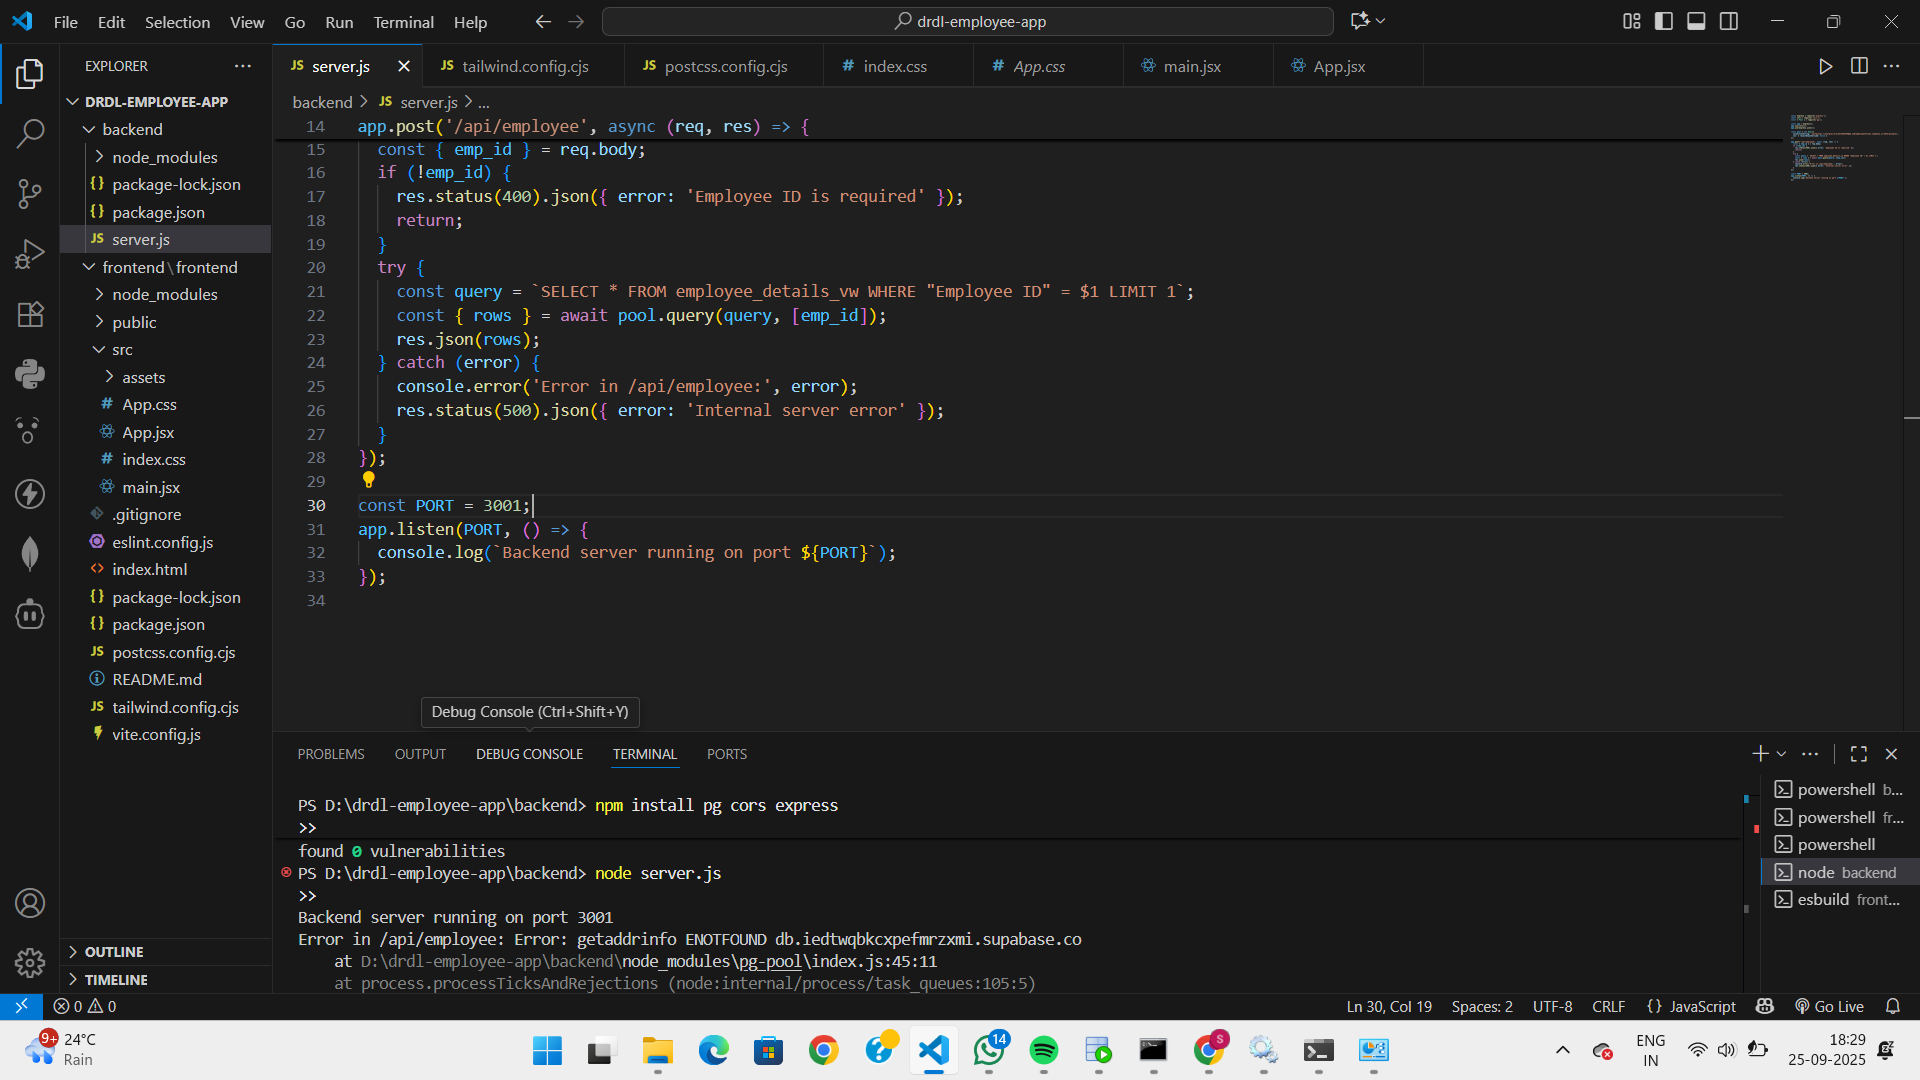 File Edit Selection View Go Run Terminal Help
drdl-employee-app
EXPLORER
DRDL-EMPLOYEE-APP
backend
node_modules
package-lock.json
package.json
server.js
frontend\frontend
node_modules
public
src
assets
App.css
App.jsx
index.css
main.jsx
.gitignore
eslint.config.js
index.html
package-lock.json
package.json
postcss.config.cjs
README.md
tailwind.config.cjs
vite.config.js
OUTLINE
TIMELINE
JS server.js
JS tailwind.config.cjs
JS postcss.config.cjs
# index.css
# App.css
main.jsx
App.jsx
backend > JS server.js > ...
14 app.post('/api/employee', async (req, res) => {
15 const { emp_id } = req.body;
16 if (!emp_id) {
17 res.status(400).json({ error: 'Employee ID is required' });
18 return;
19 }
20 try {
21 const query = `SELECT * FROM employee_details_vw WHERE "Employee ID" = $1 LIMIT 1`;
22 const { rows } = await pool.query(query, [emp_id]);
23 res.json(rows);
24 } catch (error) {
25 console.error('Error in /api/employee:', error);
26 res.status(500).json({ error: 'Internal server error' });
27 }
28 });
29
30 const PORT = 3001;
31 app.listen(PORT, () => {
32 console.log(`Backend server running on port ${PORT}`);
33 });
34
Debug Console (Ctrl+Shift+Y)
PROBLEMS OUTPUT DEBUG CONSOLE TERMINAL PORTS
PS D:\drdl-employee-app\backend> npm install pg cors express
>>
found 0 vulnerabilities
PS D:\drdl-employee-app\backend> node server.js
>>
Backend server running on port 3001
Error in /api/employee: Error: getaddrinfo ENOTFOUND db.iedtwqbkcxpefmrzxmi.supabase.co
at D:\drdl-employee-app\backend\node_modules\pg-pool\index.js:45:11
at process.processTicksAndRejections (node:internal/process/task_queues:105:5)
powershell b...
powershell fr...
powershell
node backend
esbuild front...
0 0
Ln 30, Col 19 Spaces: 2 UTF-8 CRLF {} JavaScript Go Live
9+ 24°C
Rain
14
S
ENG
IN
18:29
25-09-2025